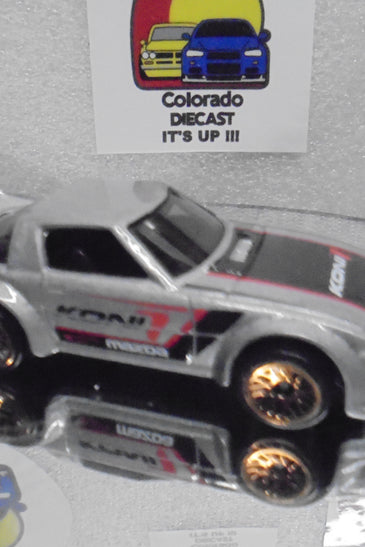 Colorado
DIECAST
IT'S UP !!!
KONI
KONI
mazda